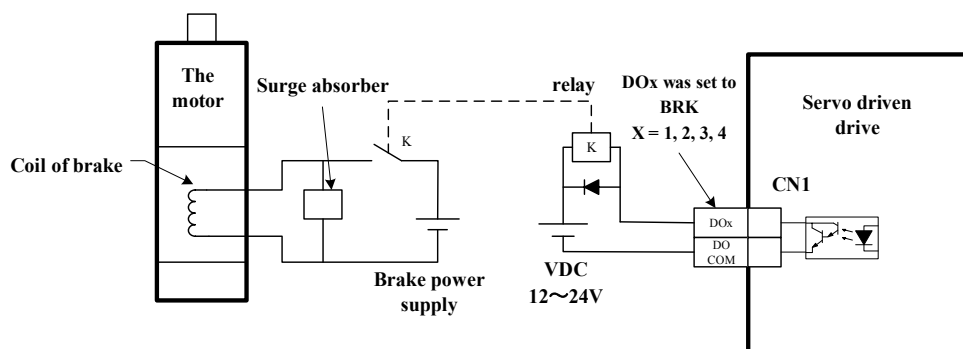 The
motor
Surge absorber
Coil of brake
K
Brake power
supply
relay
K
VDC
12～24V
DOx was set to
BRK
X = 1, 2, 3, 4
CN1
DOx
DO
COM
Servo driven
drive